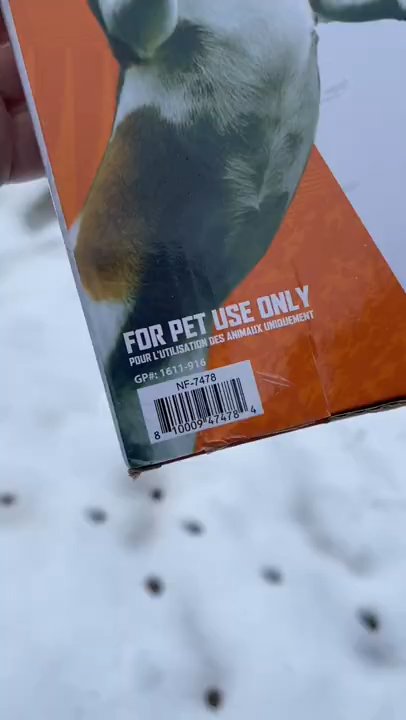 FOR PET USE ONLY
POUR L'UTILISATION DES ANIMAUX UNIQUEMENT
GP#: 1611-916
NF-7478
8 10009 47478 4